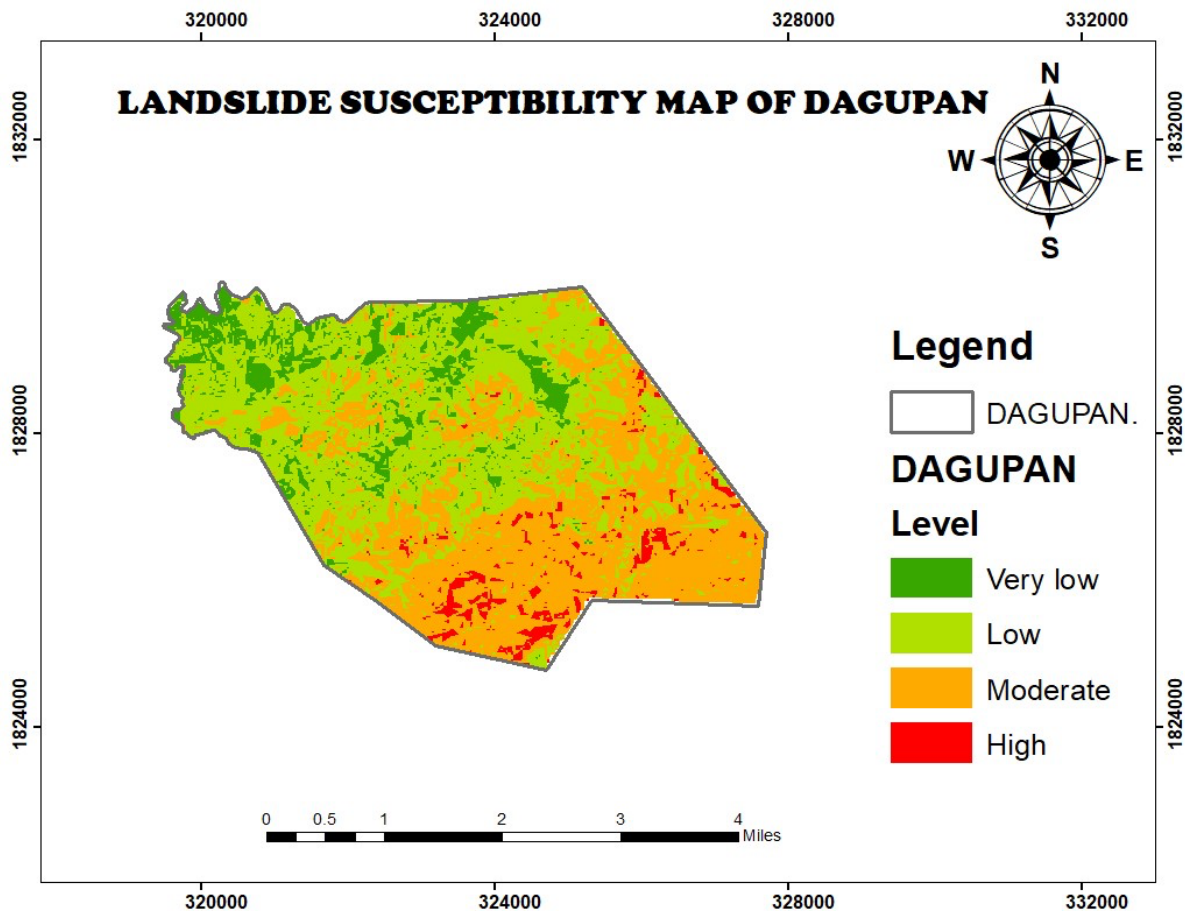 320000 324000 328000 332000
LANDSLIDE SUSCEPTIBILITY MAP OF DAGUPAN
N
W E
S
1832000 1832000
1828000 1828000
1824000 1824000
Legend
DAGUPAN.
DAGUPAN
Level
Very low
Low
Moderate
High
0 0.5 1 2 3 4
Miles
320000 324000 328000 332000